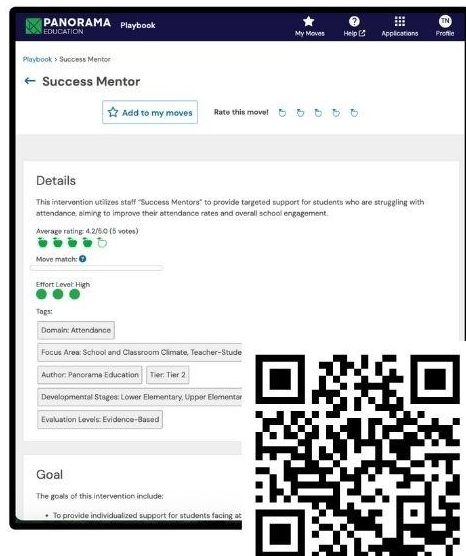 PANORAMA
EDUCATION
Playbook
My Moves
Help
Applications
TN
Profile
Playbook > Success Mentor
← Success Mentor
Add to my moves
Rate this move!
Details
This intervention utilizes staff "Success Mentors" to provide targeted support for students who are struggling with
attendance, aiming to improve their attendance rates and overall school engagement.
Average rating: 4.2/5.0 (5 votes)
Move match:
Effort Level: High
Tags:
Domain: Attendance
Focus Area: School and Classroom Climate, Teacher-Stude
Author: Panorama Education
Tier: Tier 2
Developmental Stages: Lower Elementary, Upper Elementar
Evaluation Levels: Evidence-Based
Goal
The goals of this intervention include:
• To provide individualized support for students facing at